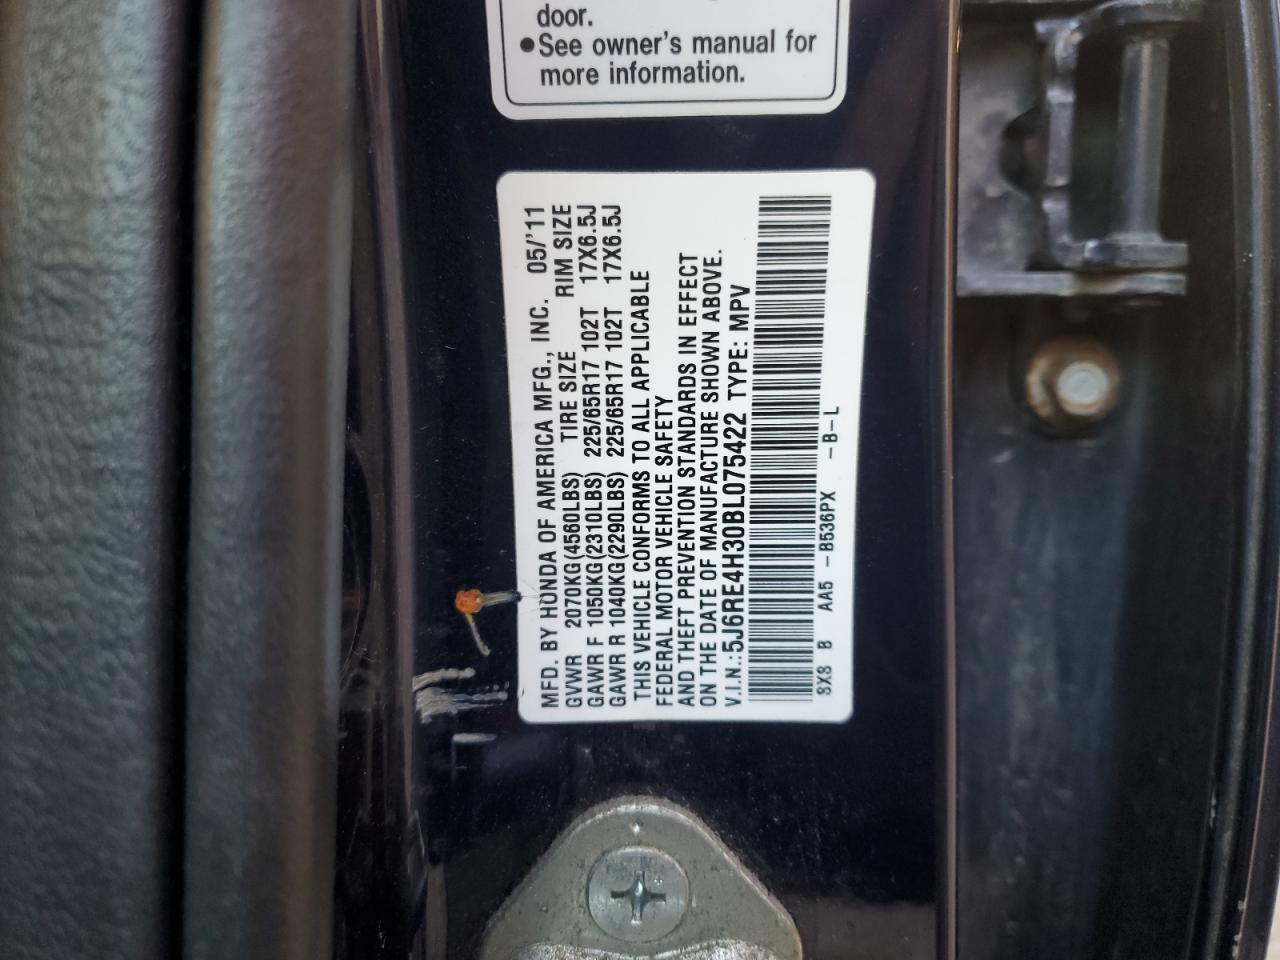 door.
●See owner's manual for
more information.
MFD. BY HONDA OF AMERICA MFG., INC. 05/'11
GVWR 2070KG(4560LBS) TIRE SIZE RIM SIZE
GAWR F 1050KG(2310LBS) 225/65R17 102T 17X6.5J
GAWR R 1040KG(2290LBS) 225/65R17 102T 17X6.5J
THIS VEHICLE CONFORMS TO ALL APPLICABLE
FEDERAL MOTOR VEHICLE SAFETY
AND THEFT PREVENTION STANDARDS IN EFFECT
ON THE DATE OF MANUFACTURE SHOWN ABOVE.
V.I.N.:5J6RE4H30BL075422 TYPE: MPV
8X8 B AA5 -B536PX -B-L